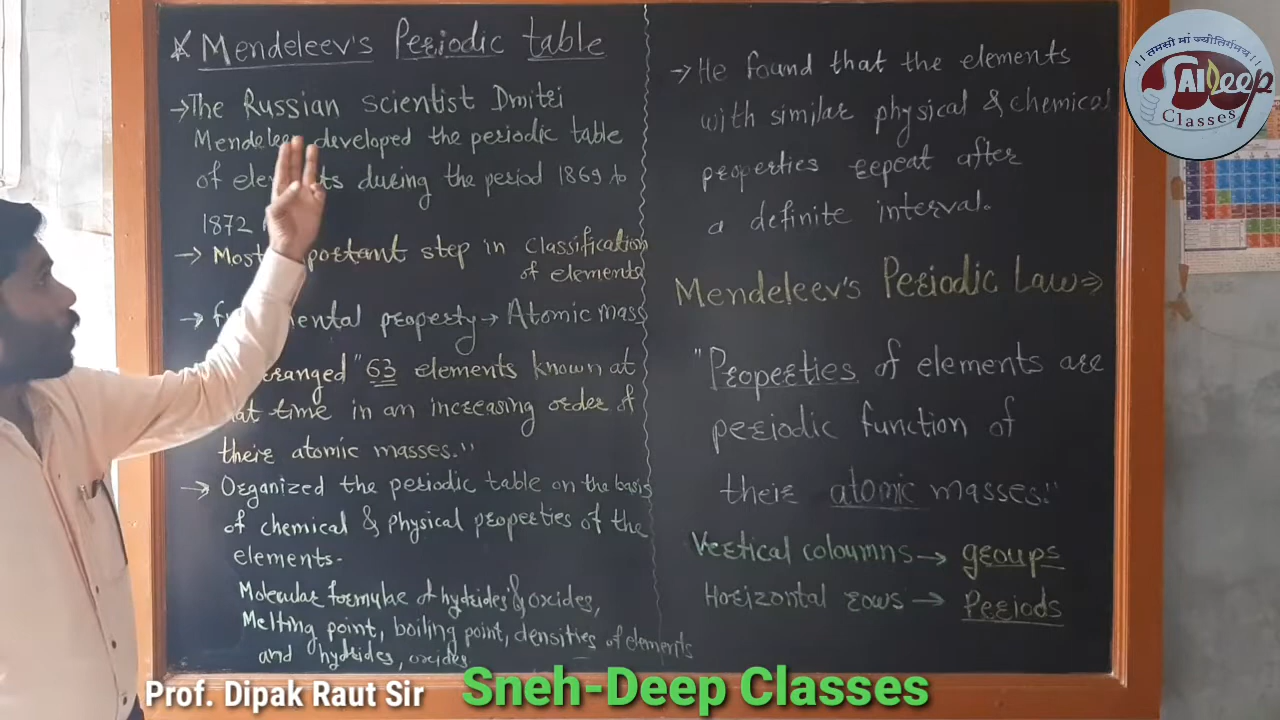 * Mendeleev's Periodic table
→ The Russian scientist Dmitri
Mendeleev developed the periodic table
of elements during the period 1869 to
1872
→ Most important step in classification
of elements
→ Fundamental property → Atomic mass
arranged "63 elements known at
that time in an increasing order of
their atomic masses."
→ Organized the periodic table on the basis
of chemical & physical properties of the
elements.
Molecular formulae of hydrides & oxides,
Melting point, boiling point, densities of elements
and hydrides, oxides
→ He found that the elements
with similar physical & chemical
properties repeat after
a definite interval.
Mendeleev's Periodic Law ⇒
"Properties of elements are
periodic function of
their atomic masses."
Vertical coloumns → groups
Horizontal rows → Periods
।। तमसो मां ज्योतिर्गमय ।।
SAI Deep
Classes
Prof. Dipak Raut Sir
Sneh-Deep Classes